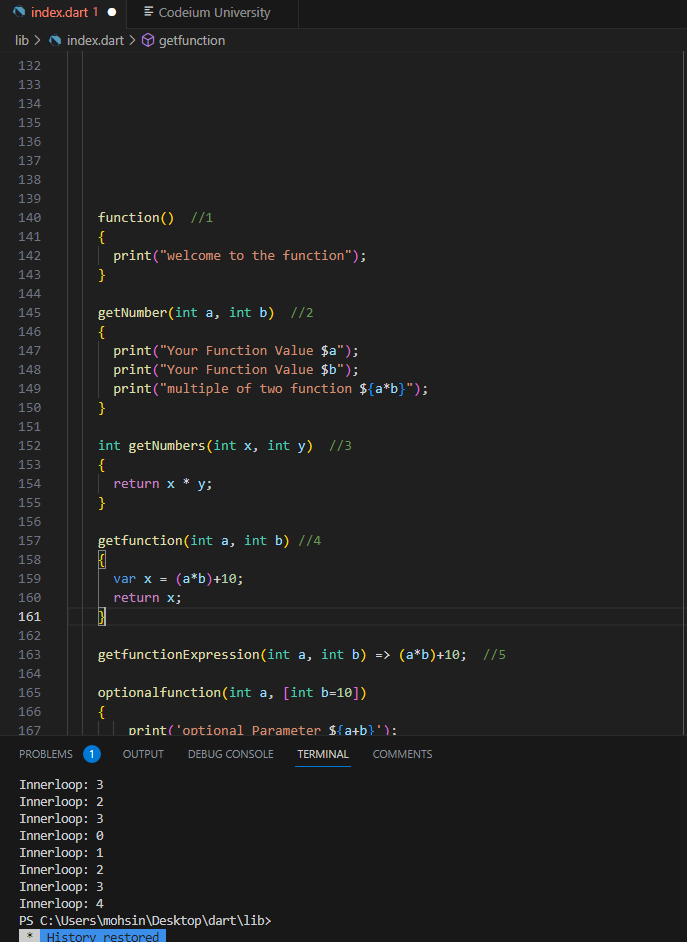 index.dart 1 ● Codeium University
lib > index.dart > getfunction
132
133
134
135
136
137
138
139
140 function()  //1
141 {
142   print("welcome to the function");
143 }
144
145 getNumber(int a, int b)  //2
146 {
147   print("Your Function Value $a");
148   print("Your Function Value $b");
149   print("multiple of two function ${a*b}");
150 }
151
152 int getNumbers(int x, int y)  //3
153 {
154   return x * y;
155 }
156
157 getfunction(int a, int b) //4
158 {
159   var x = (a*b)+10;
160   return x;
161 }
162
163 getfunctionExpression(int a, int b) => (a*b)+10;  //5
164
165 optionalfunction(int a, [int b=10])
166 {
167     print('optional Parameter ${a+b}');
PROBLEMS 1 OUTPUT DEBUG CONSOLE TERMINAL COMMENTS
Innerloop: 3
Innerloop: 2
Innerloop: 3
Innerloop: 0
Innerloop: 1
Innerloop: 2
Innerloop: 3
Innerloop: 4
PS C:\Users\mohsin\Desktop\dart\lib>
* History restored